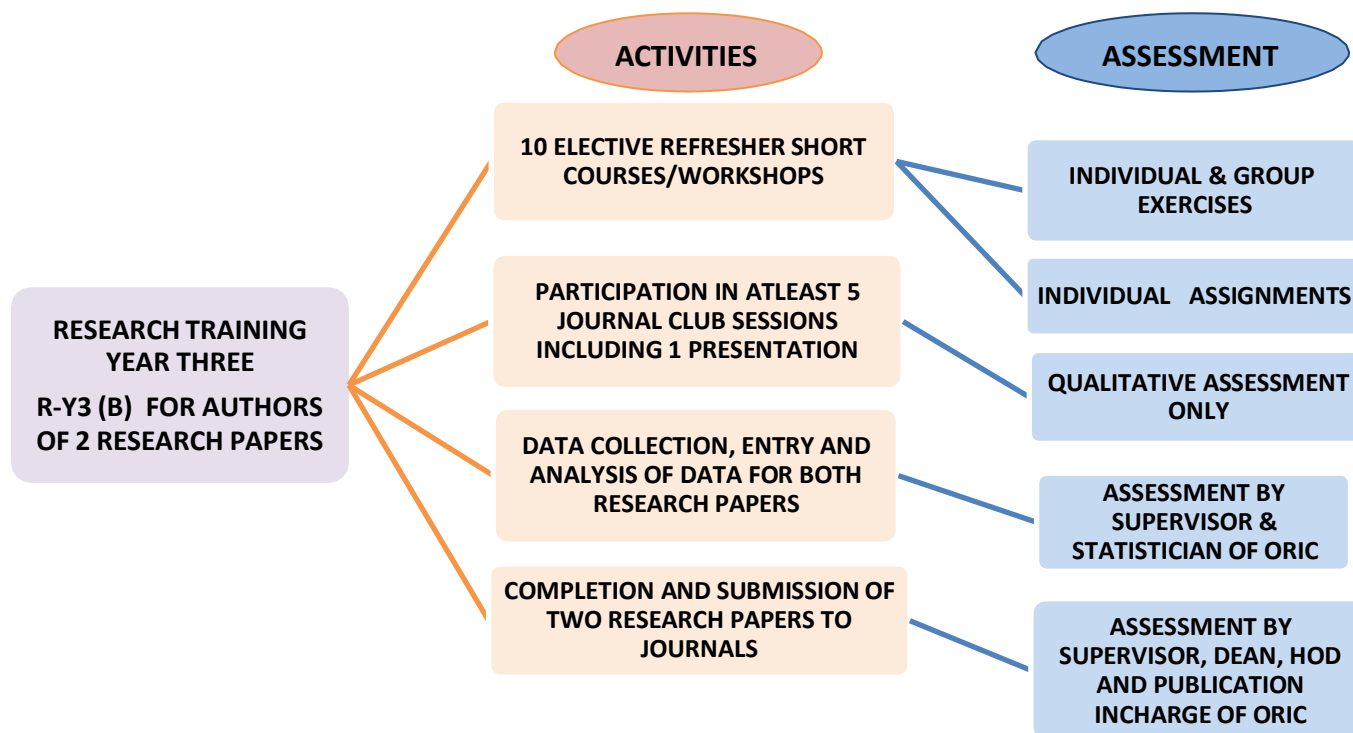 ACTIVITIES
ASSESSMENT
RESEARCH TRAINING
YEAR THREE
R-Y3 (B) FOR AUTHORS
OF 2 RESEARCH PAPERS
10 ELECTIVE REFRESHER SHORT
COURSES/WORKSHOPS
PARTICIPATION IN ATLEAST 5
JOURNAL CLUB SESSIONS
INCLUDING 1 PRESENTATION
DATA COLLECTION, ENTRY AND
ANALYSIS OF DATA FOR BOTH
RESEARCH PAPERS
COMPLETION AND SUBMISSION OF
TWO RESEARCH PAPERS TO
JOURNALS
INDIVIDUAL & GROUP
EXERCISES
INDIVIDUAL ASSIGNMENTS
QUALITATIVE ASSESSMENT
ONLY
ASSESSMENT BY
SUPERVISOR &
STATISTICIAN OF ORIC
ASSESSMENT BY
SUPERVISOR, DEAN, HOD
AND PUBLICATION
INCHARGE OF ORIC